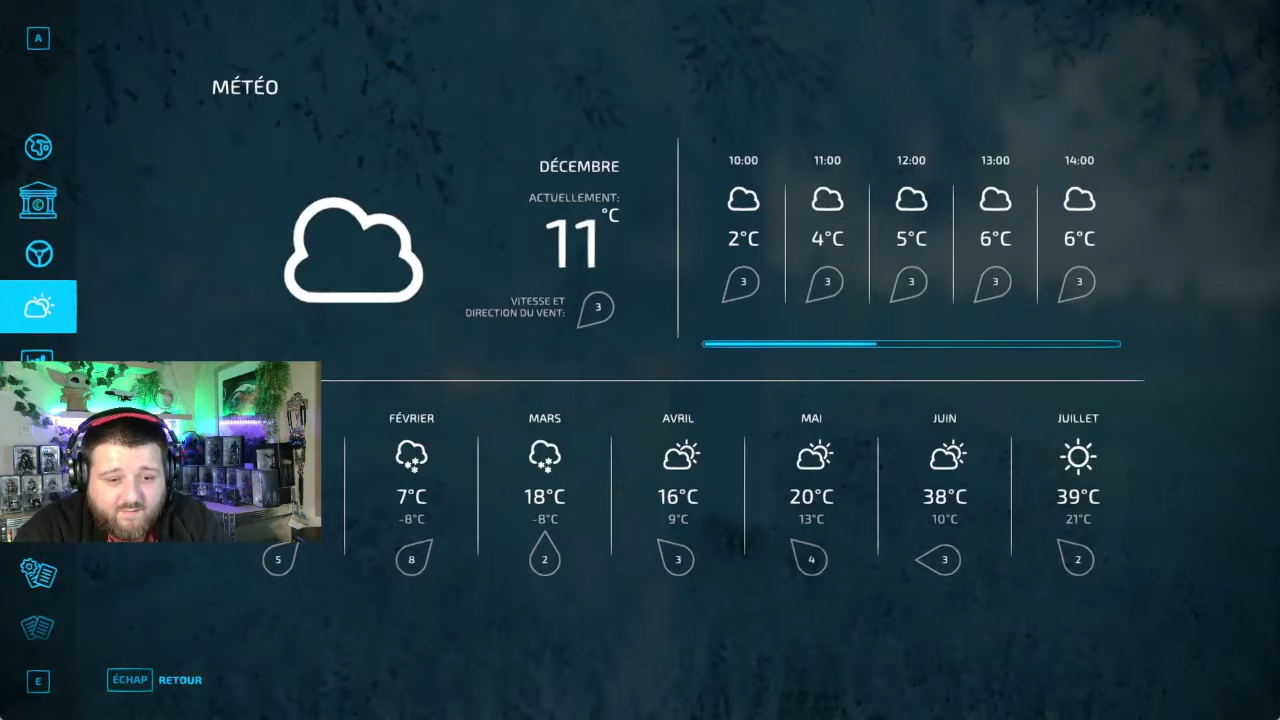 A
MÉTÉO
DÉCEMBRE
ACTUELLEMENT:
11 °C
VITESSE ET
DIRECTION DU VENT:
3
10:00 11:00 12:00 13:00 14:00
2°C 4°C 5°C 6°C 6°C
3 3 3 3 3
FÉVRIER MARS AVRIL MAI JUIN JUILLET
7°C 18°C 16°C 20°C 38°C 39°C
-8°C -8°C 9°C 13°C 10°C 21°C
5 8 2 3 4 3 2
E
ÉCHAP RETOUR